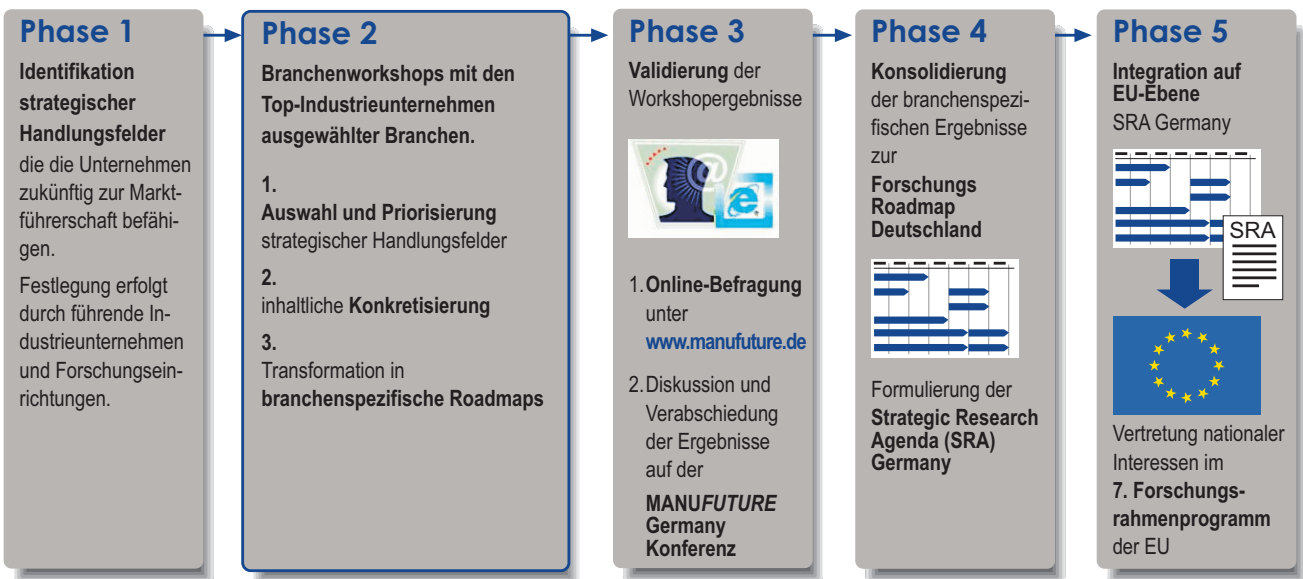 Phase 1
Identifikation
strategischer
Handlungsfelder
die die Unternehmen
zukünftig zur Markt-
führerschaft befähi-
gen.
Festlegung erfolgt
durch führende In-
dustrieunternehmen
und Forschungsein-
richtungen.
Phase 2
Branchenworkshops mit den
Top-Industrieunternehmen
ausgewählter Branchen.
1.
Auswahl und Priorisierung
strategischer Handlungsfelder
2.
inhaltliche Konkretisierung
3.
Transformation in
branchenspezifische Roadmaps
Phase 3
Validierung der
Workshopergebnisse
@
e
1. Online-Befragung
unter
www.manufuture.de
2. Diskussion und
Verabschiedung
der Ergebnisse
auf der
MANUFUTURE
Germany
Konferenz
Phase 4
Konsolidierung
der branchenspezi-
fischen Ergebnisse
zur
Forschungs
Roadmap
Deutschland
Formulierung der
Strategic Research
Agenda (SRA)
Germany
Phase 5
Integration auf
EU-Ebene
SRA Germany
SRA
Vertretung nationaler
Interessen im
7. Forschungs-
rahmenprogramm
der EU